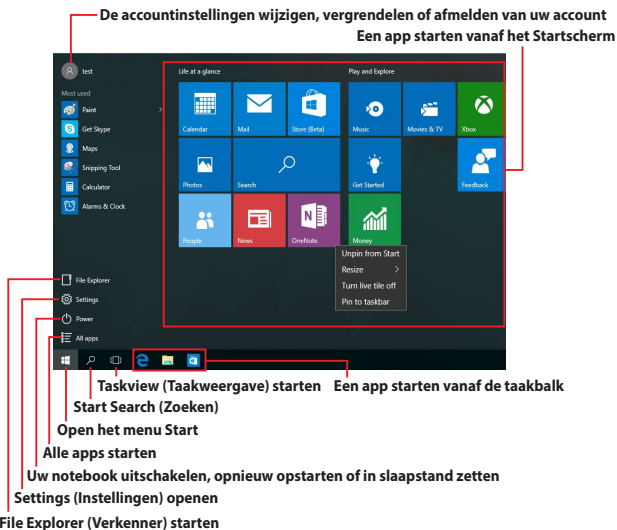 De accountinstellingen wijzigen, vergrendelen of afmelden van uw account
Een app starten vanaf het Startscherm
test
Life at a glance
Play and Explore
Most used
Paint
Get Skype
Maps
Snipping Tool
Calculator
Alarms & Clock
Calendar
Mail
Store (Beta)
Music
Movies & TV
Xbox
Photos
Search
Get Started
Feedback
People
News
OneNote
Money
Unpin from Start
Resize
Turn live tile off
Pin to taskbar
File Explorer
Settings
Power
All apps
Taskview (Taakweergave) starten
Een app starten vanaf de taakbalk
Start Search (Zoeken)
Open het menu Start
Alle apps starten
Uw notebook uitschakelen, opnieuw opstarten of in slaapstand zetten
Settings (Instellingen) openen
File Explorer (Verkenner) starten